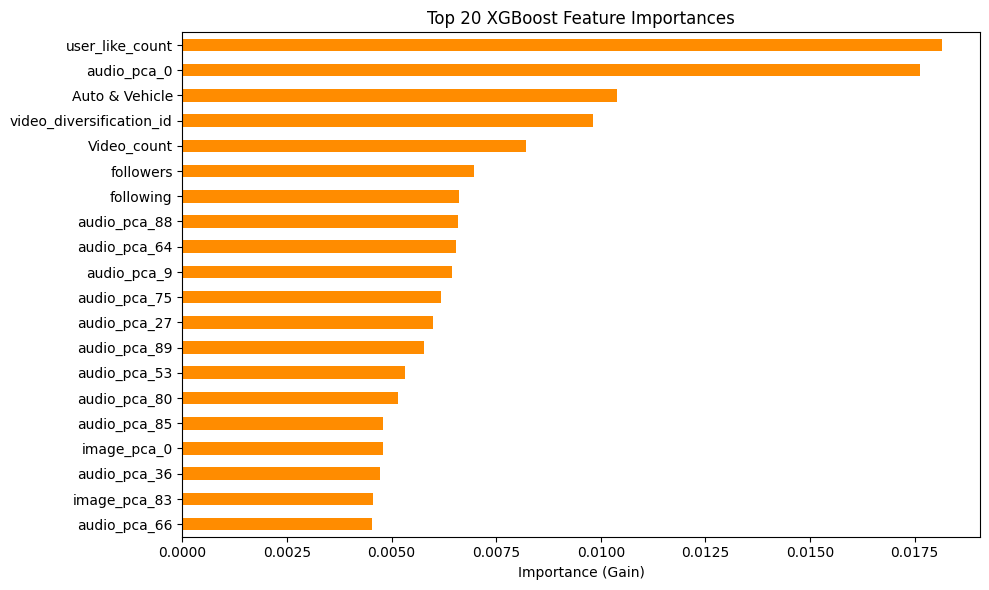 Top 20 XGBoost Feature Importances
user_like_count
audio_pca_0
Auto & Vehicle
video_diversification_id
Video_count
followers
following
audio_pca_88
audio_pca_64
audio_pca_9
audio_pca_75
audio_pca_27
audio_pca_89
audio_pca_53
audio_pca_80
audio_pca_85
image_pca_0
audio_pca_36
image_pca_83
audio_pca_66
0.0000 0.0025 0.0050 0.0075 0.0100 0.0125 0.0150 0.0175
Importance (Gain)